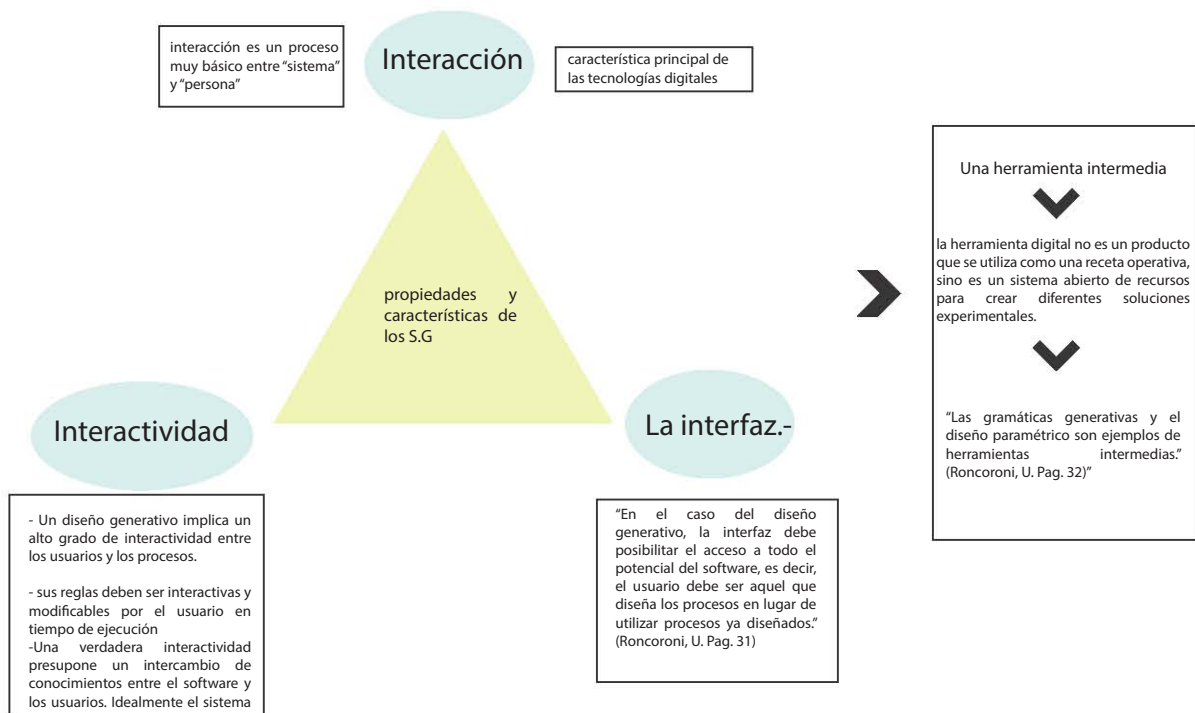 interacción es un proceso
muy básico entre “sistema”
y “persona”
Interacción
característica principal de
las tecnologías digitales
propiedades y
características de
los S.G
Interactividad
- Un diseño generativo implica un
alto grado de interactividad entre
los usuarios y los procesos.
- sus reglas deben ser interactivas y
modificables por el usuario en
tiempo de ejecución
-Una verdadera interactividad
presupone un intercambio de
conocimientos entre el software y
los usuarios. Idealmente el sistema
La interfaz.-
“En el caso del diseño
generativo, la interfaz debe
posibilitar el acceso a todo el
potencial del software, es decir,
el usuario debe ser aquel que
diseña los procesos en lugar de
utilizar procesos ya diseñados.”
(Roncoroni, U. Pag. 31)
Una herramienta intermedia
la herramienta digital no es un producto
que se utiliza como una receta operativa,
sino es un sistema abierto de recursos
para crear diferentes soluciones
experimentales.
“Las gramáticas generativas y el
diseño paramétrico son ejemplos de
herramientas intermedias.”
(Roncoroni, U. Pag. 32)”